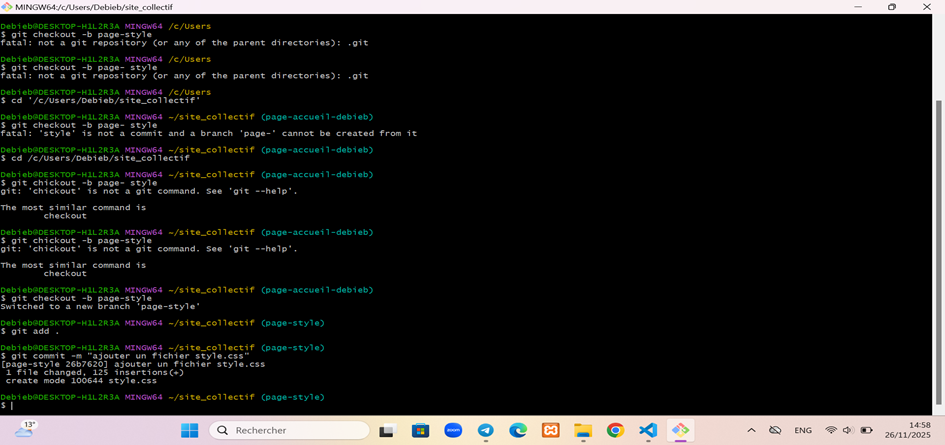 MINGW64:/c/Users/Debieb/site_collectif
Debieb@DESKTOP-H1L2R3A MINGW64 /c/Users
$ git checkout -b page-style
fatal: not a git repository (or any of the parent directories): .git
Debieb@DESKTOP-H1L2R3A MINGW64 /c/Users
$ git checkout -b page- style
fatal: not a git repository (or any of the parent directories): .git
Debieb@DESKTOP-H1L2R3A MINGW64 /c/Users
$ cd '/c/Users/Debieb/site_collectif'
Debieb@DESKTOP-H1L2R3A MINGW64 ~/site_collectif (page-accueil-debieb)
$ git checkout -b page- style
fatal: 'style' is not a commit and a branch 'page-' cannot be created from it
Debieb@DESKTOP-H1L2R3A MINGW64 ~/site_collectif (page-accueil-debieb)
$ cd /c/Users/Debieb/site_collectif
Debieb@DESKTOP-H1L2R3A MINGW64 ~/site_collectif (page-accueil-debieb)
$ git chickout -b page- style
git: 'chickout' is not a git command. See 'git --help'.
The most similar command is
checkout
Debieb@DESKTOP-H1L2R3A MINGW64 ~/site_collectif (page-accueil-debieb)
$ git chickout -b page-style
git: 'chickout' is not a git command. See 'git --help'.
The most similar command is
checkout
Debieb@DESKTOP-H1L2R3A MINGW64 ~/site_collectif (page-accueil-debieb)
$ git checkout -b page-style
Switched to a new branch 'page-style'
Debieb@DESKTOP-H1L2R3A MINGW64 ~/site_collectif (page-style)
$ git add .
Debieb@DESKTOP-H1L2R3A MINGW64 ~/site_collectif (page-style)
$ git commit -m "ajouter un fichier style.css"
[page-style 26b7620] ajouter un fichier style.css
1 file changed, 125 insertions(+)
create mode 100644 style.css
Debieb@DESKTOP-H1L2R3A MINGW64 ~/site_collectif (page-style)
$
13°
Rechercher
zoom
ENG
14:58
26/11/2025